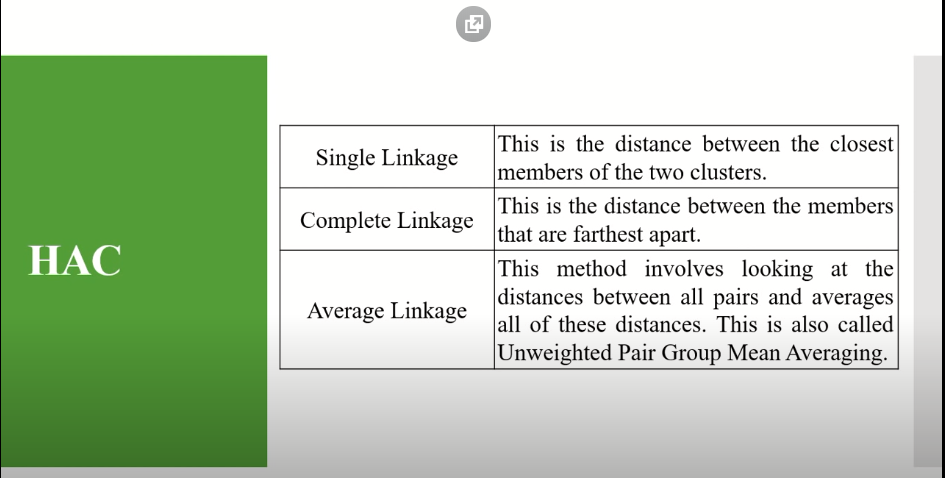 HAC
Single Linkage
This is the distance between the closest
members of the two clusters.
Complete Linkage
This is the distance between the members
that are farthest apart.
Average Linkage
This method involves looking at the
distances between all pairs and averages
all of these distances. This is also called
Unweighted Pair Group Mean Averaging.